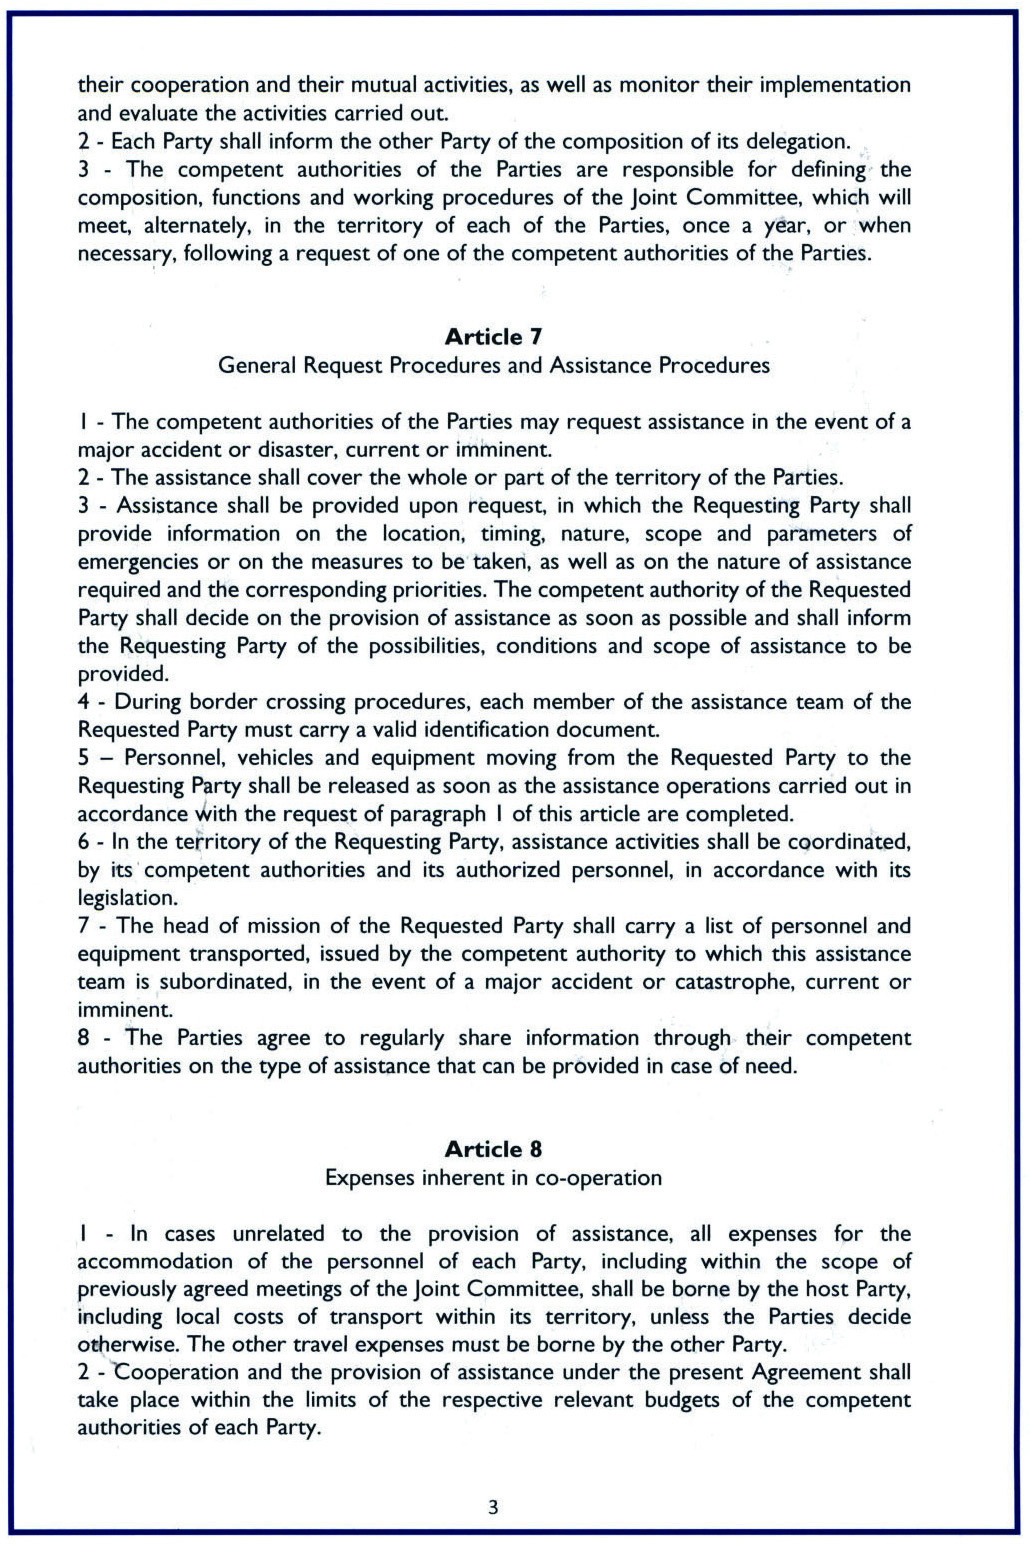 their cooperation and their mutual activities, as well as monitor their implementation
and evaluate the activities carried out.
2 - Each Party shall inform the other Party of the composition of its delegation.
3 - The competent authorities of the Parties are responsible for defining the
composition, functions and working procedures of the Joint Committee, which will
meet, alternately, in the territory of each of the Parties, once a year, or when
necessary, following a request of one of the competent authorities of the Parties.
Article 7
General Request Procedures and Assistance Procedures
1 - The competent authorities of the Parties may request assistance in the event of a
major accident or disaster, current or imminent.
2 - The assistance shall cover the whole or part of the territory of the Parties.
3 - Assistance shall be provided upon request, in which the Requesting Party shall
provide information on the location, timing, nature, scope and parameters of
emergencies or on the measures to be taken, as well as on the nature of assistance
required and the corresponding priorities. The competent authority of the Requested
Party shall decide on the provision of assistance as soon as possible and shall inform
the Requesting Party of the possibilities, conditions and scope of assistance to be
provided.
4 - During border crossing procedures, each member of the assistance team of the
Requested Party must carry a valid identification document.
5 – Personnel, vehicles and equipment moving from the Requested Party to the
Requesting Party shall be released as soon as the assistance operations carried out in
accordance with the request of paragraph 1 of this article are completed.
6 - In the territory of the Requesting Party, assistance activities shall be coordinated,
by its competent authorities and its authorized personnel, in accordance with its
legislation.
7 - The head of mission of the Requested Party shall carry a list of personnel and
equipment transported, issued by the competent authority to which this assistance
team is subordinated, in the event of a major accident or catastrophe, current or
imminent.
8 - The Parties agree to regularly share information through their competent
authorities on the type of assistance that can be provided in case of need.
Article 8
Expenses inherent in co-operation
1 - In cases unrelated to the provision of assistance, all expenses for the
accommodation of the personnel of each Party, including within the scope of
previously agreed meetings of the Joint Committee, shall be borne by the host Party,
including local costs of transport within its territory, unless the Parties decide
otherwise. The other travel expenses must be borne by the other Party.
2 - Cooperation and the provision of assistance under the present Agreement shall
take place within the limits of the respective relevant budgets of the competent
authorities of each Party.
3